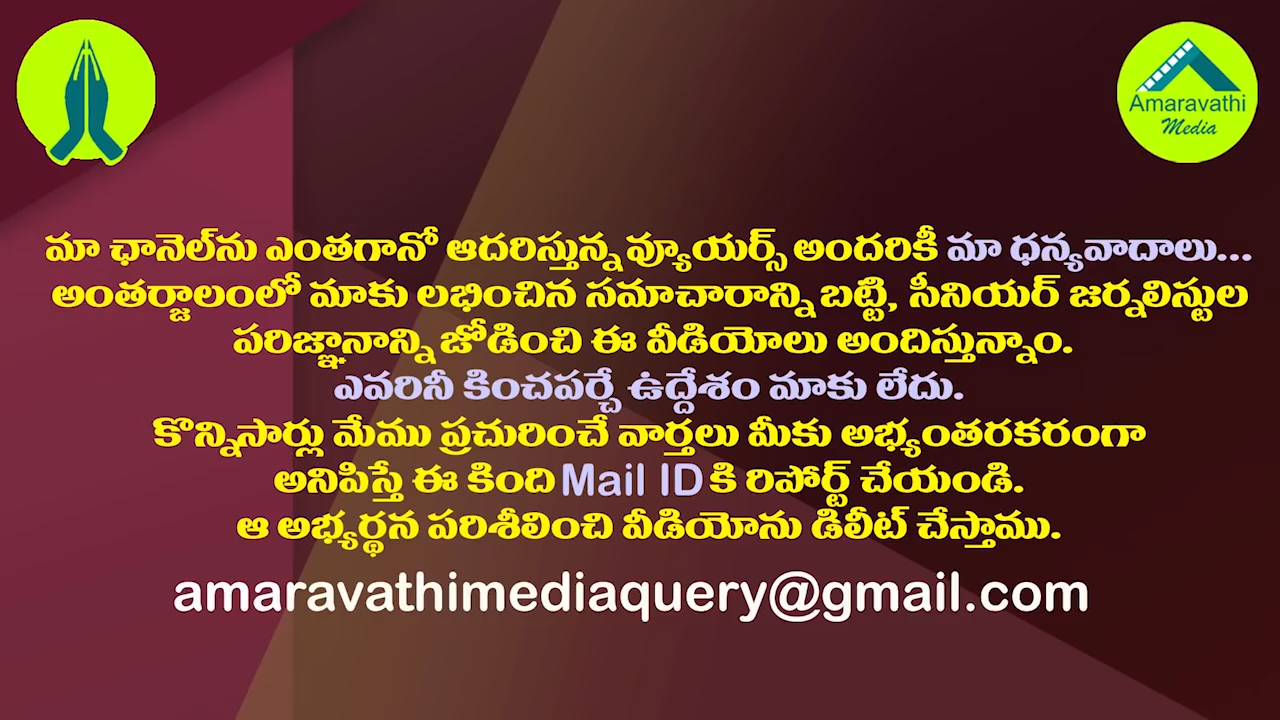 Amaravathi
Media
మా ఛానెల్‌ను ఎంతగానో ఆదరిస్తున్న వ్యూయర్స్ అందరికీ మా ధన్యవాదాలు...
అంతర్జాలంలో మాకు లభించిన సమాచారాన్ని బట్టి, సీనియర్ జర్నలిస్టుల
పరిజ్ఞానాన్ని జోడించి ఈ వీడియోలు అందిస్తున్నాం.
ఎవరినీ కించపర్చే ఉద్దేశం మాకు లేదు.
కొన్నిసార్లు మేము ప్రచురించే వార్తలు మీకు అభ్యంతరకరంగా
అనిపిస్తే ఈ కింది Mail ID కి రిపోర్ట్ చేయండి.
ఆ అభ్యర్థన పరిశీలించి వీడియోను డిలీట్ చేస్తాము.
amaravathimediaquery@gmail.com